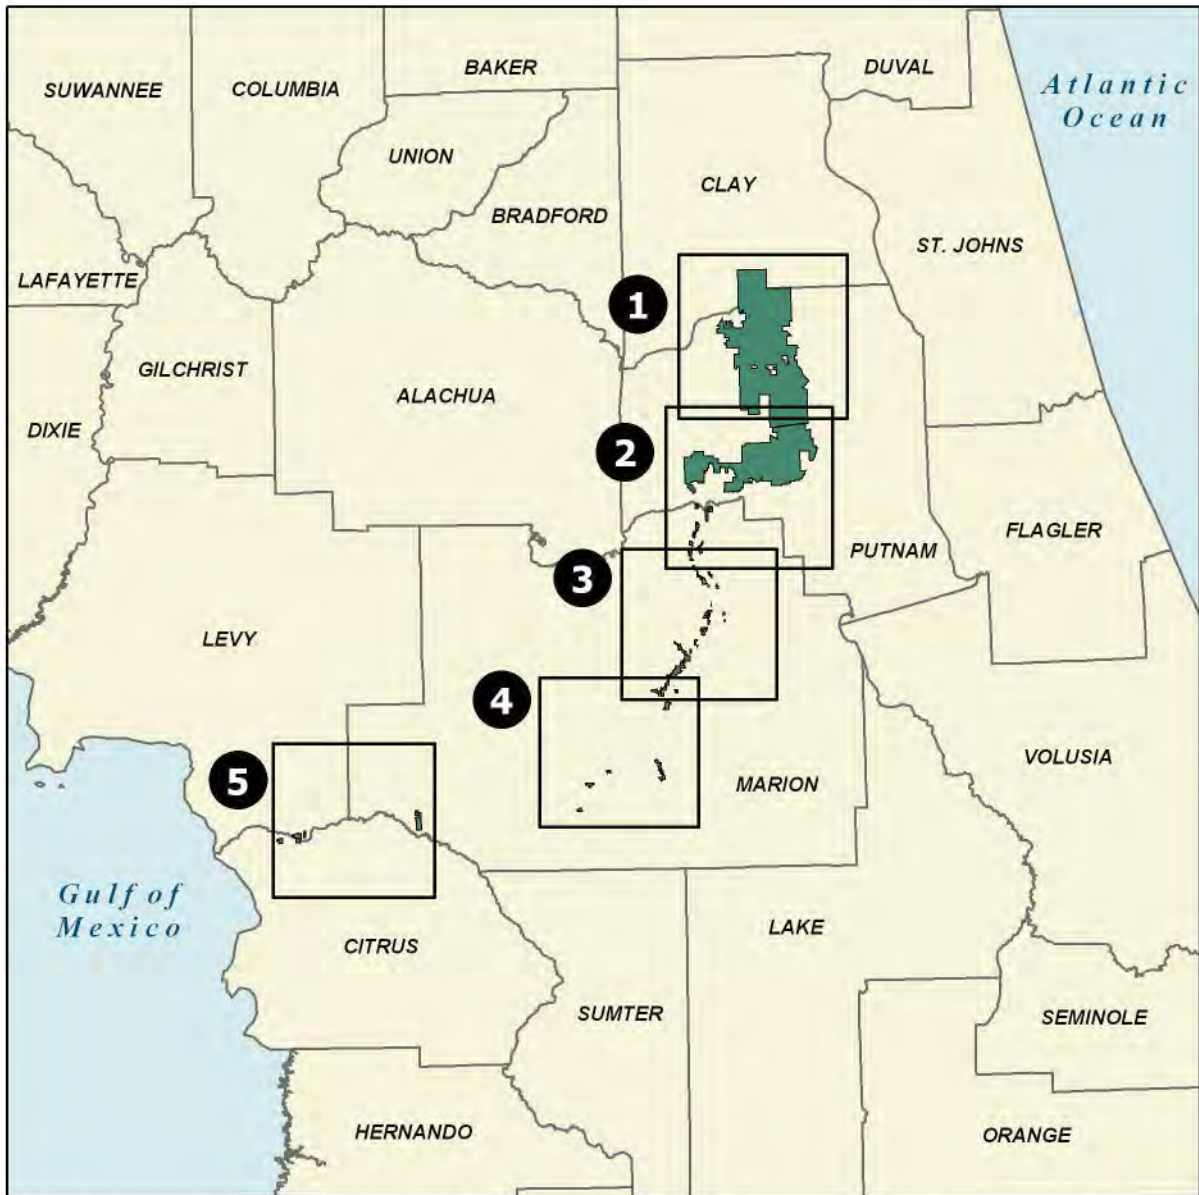 BAKER
DUVAL
SUWANNEE
COLUMBIA
Atlantic
Ocean
UNION
CLAY
BRADFORD
ST. JOHNS
LAFAYETTE
1
GILCHRIST
ALACHUA
DIXIE
2
FLAGLER
PUTNAM
3
LEVY
4
VOLUSIA
5
MARION
Gulf of
Mexico
LAKE
CITRUS
SUMTER
SEMINOLE
HERNANDO
ORANGE